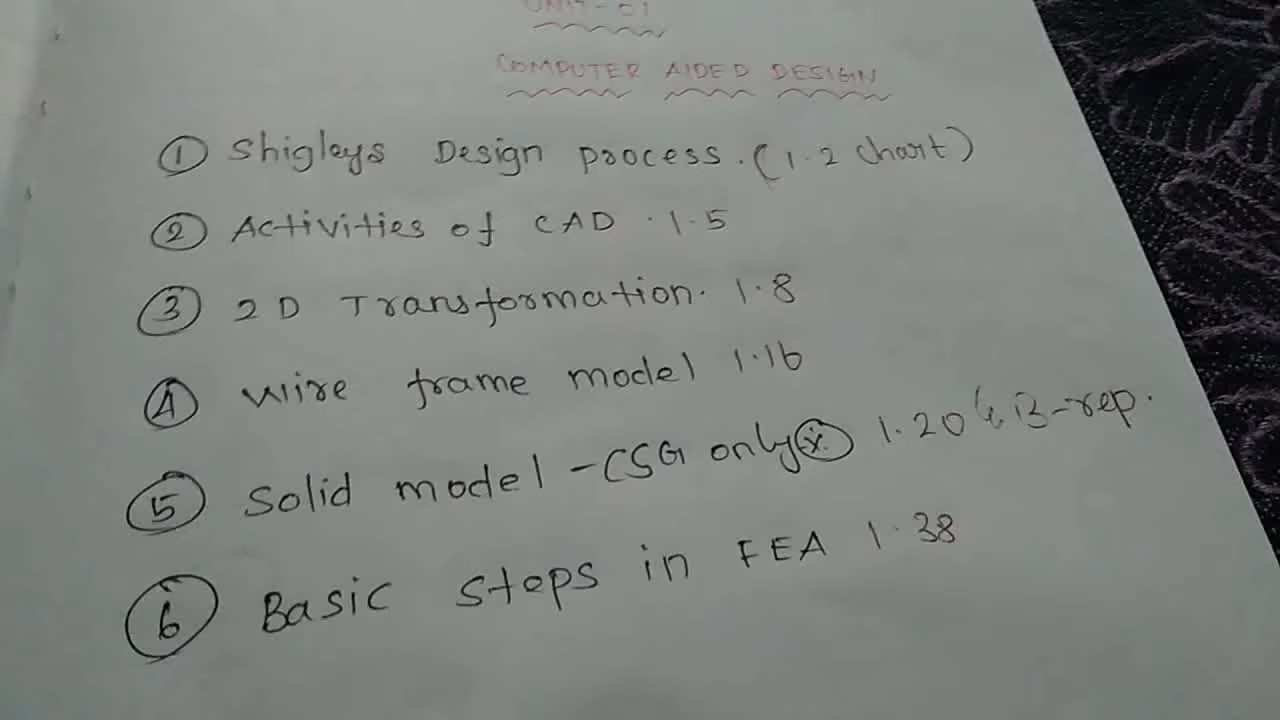 UNIT-01
COMPUTER AIDED DESIGN
① Shigleys Design process. (1.2 chart)
② Activities of CAD . 1.5
③ 2D Transformation. 1.8
④ Wire frame model 1.16
⑤ Solid model - CSG only 1.20 & B-rep.
⑥ Basic steps in FEA 1.38